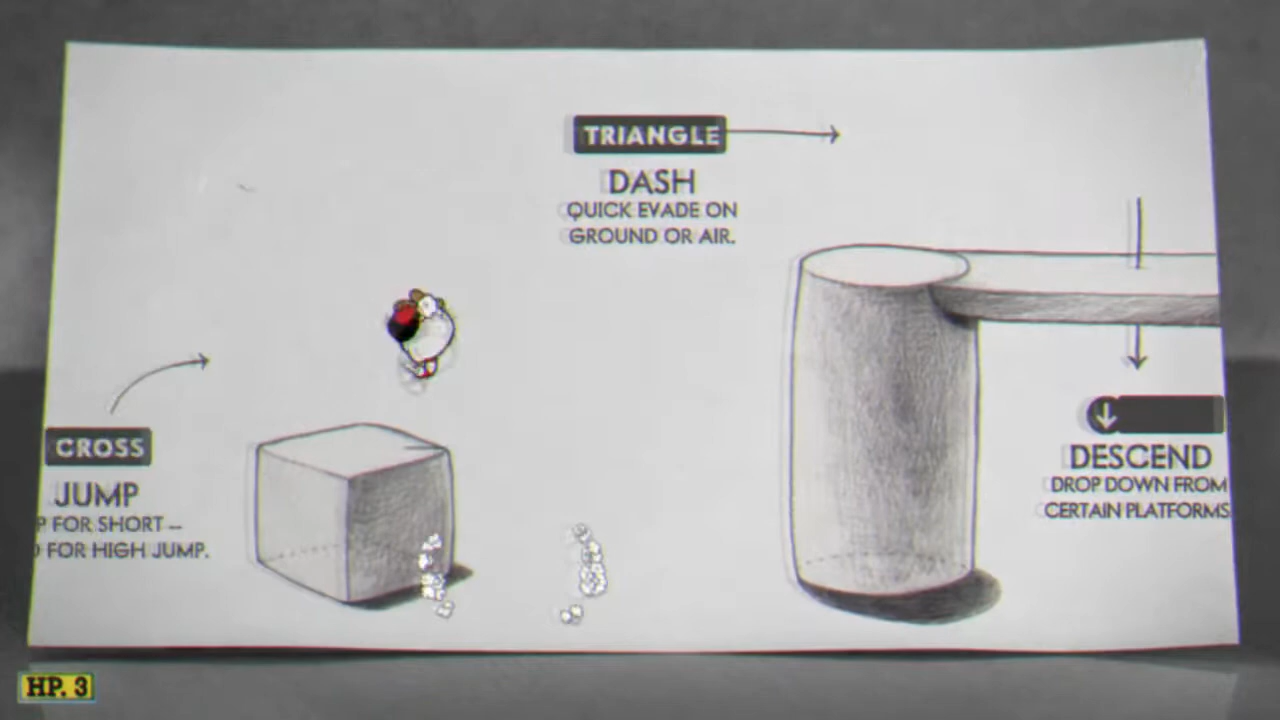 TRIANGLE
DASH
QUICK EVADE ON
GROUND OR AIR.
CROSS
JUMP
P FOR SHORT –
FOR HIGH JUMP.
DESCEND
DROP DOWN FROM
CERTAIN PLATFORMS
HP. 3